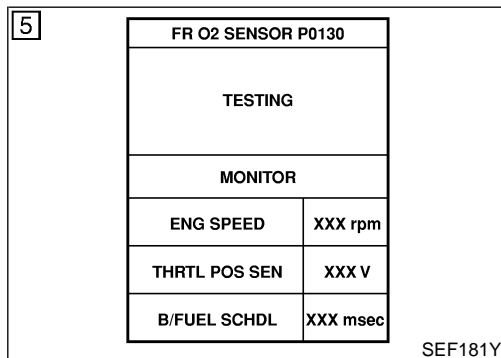 5
FR O2 SENSOR P0130
TESTING
MONITOR
ENG SPEED XXX rpm
THRTL POS SEN XXX V
B/FUEL SCHDL XXX msec
SEF181Y